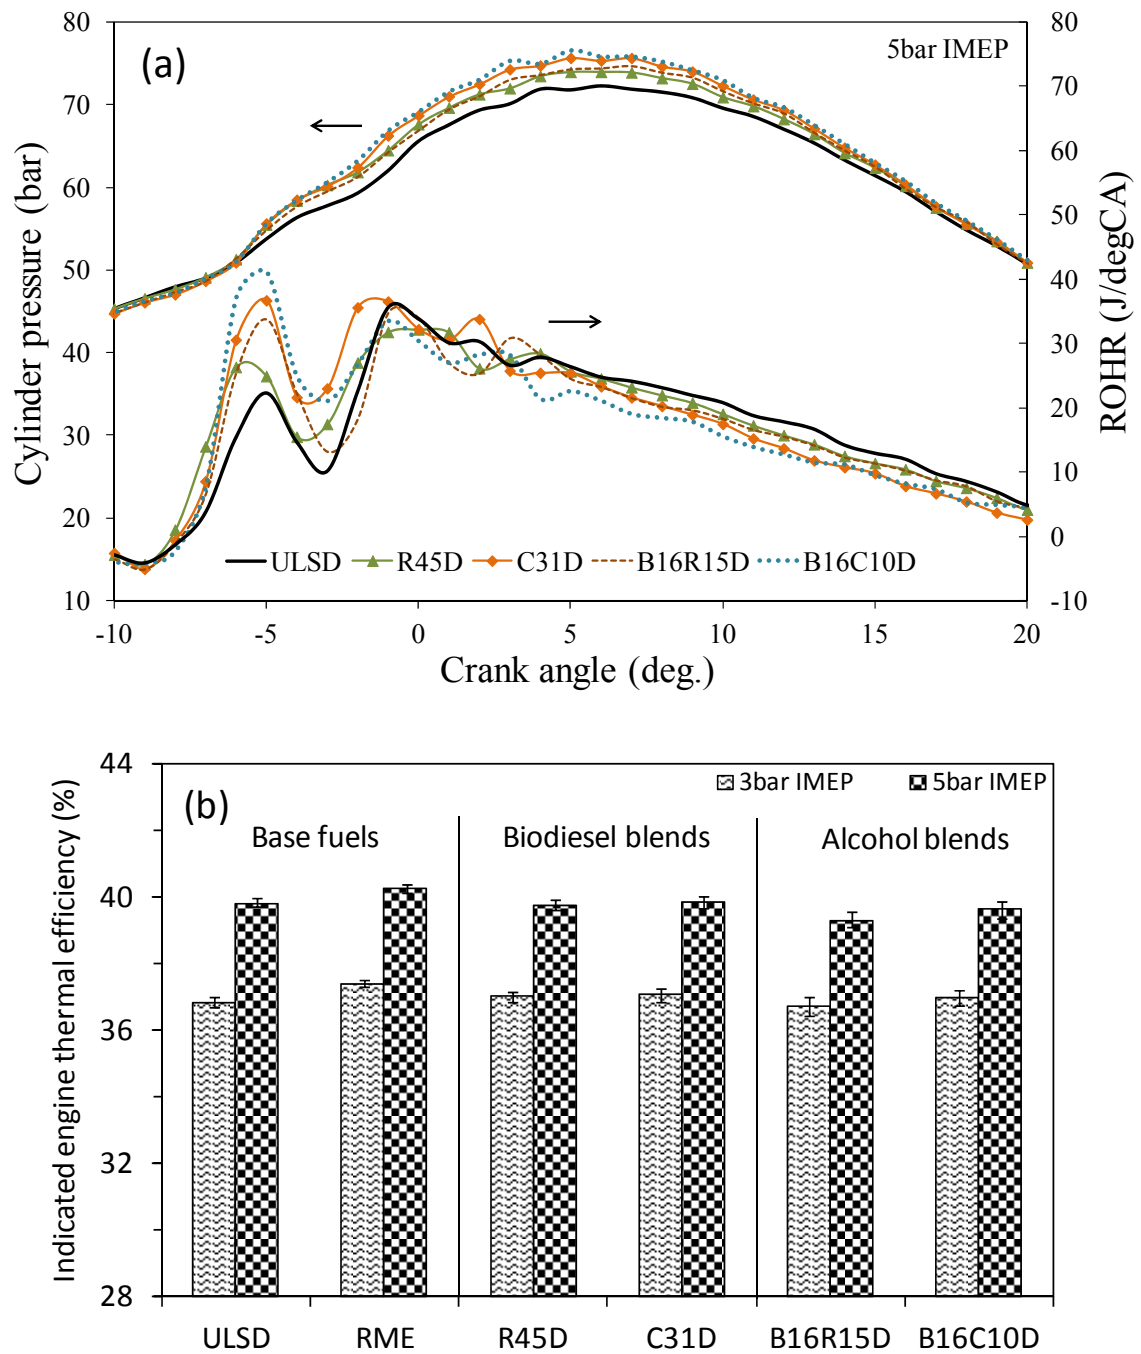 (a)
5bar IMEP
Cylinder pressure (bar)
80
70
60
50
40
30
20
10
ROHR (J/degCA)
80
70
60
50
40
30
20
10
0
-10
ULSD R45D C31D B16R15D B16C10D
-10 -5 0 5 10 15 20
Crank angle (deg.)
(b)
3bar IMEP 5bar IMEP
Base fuels Biodiesel blends Alcohol blends
Indicated engine thermal efficiency (%)
44
40
36
32
28
ULSD RME R45D C31D B16R15D B16C10D